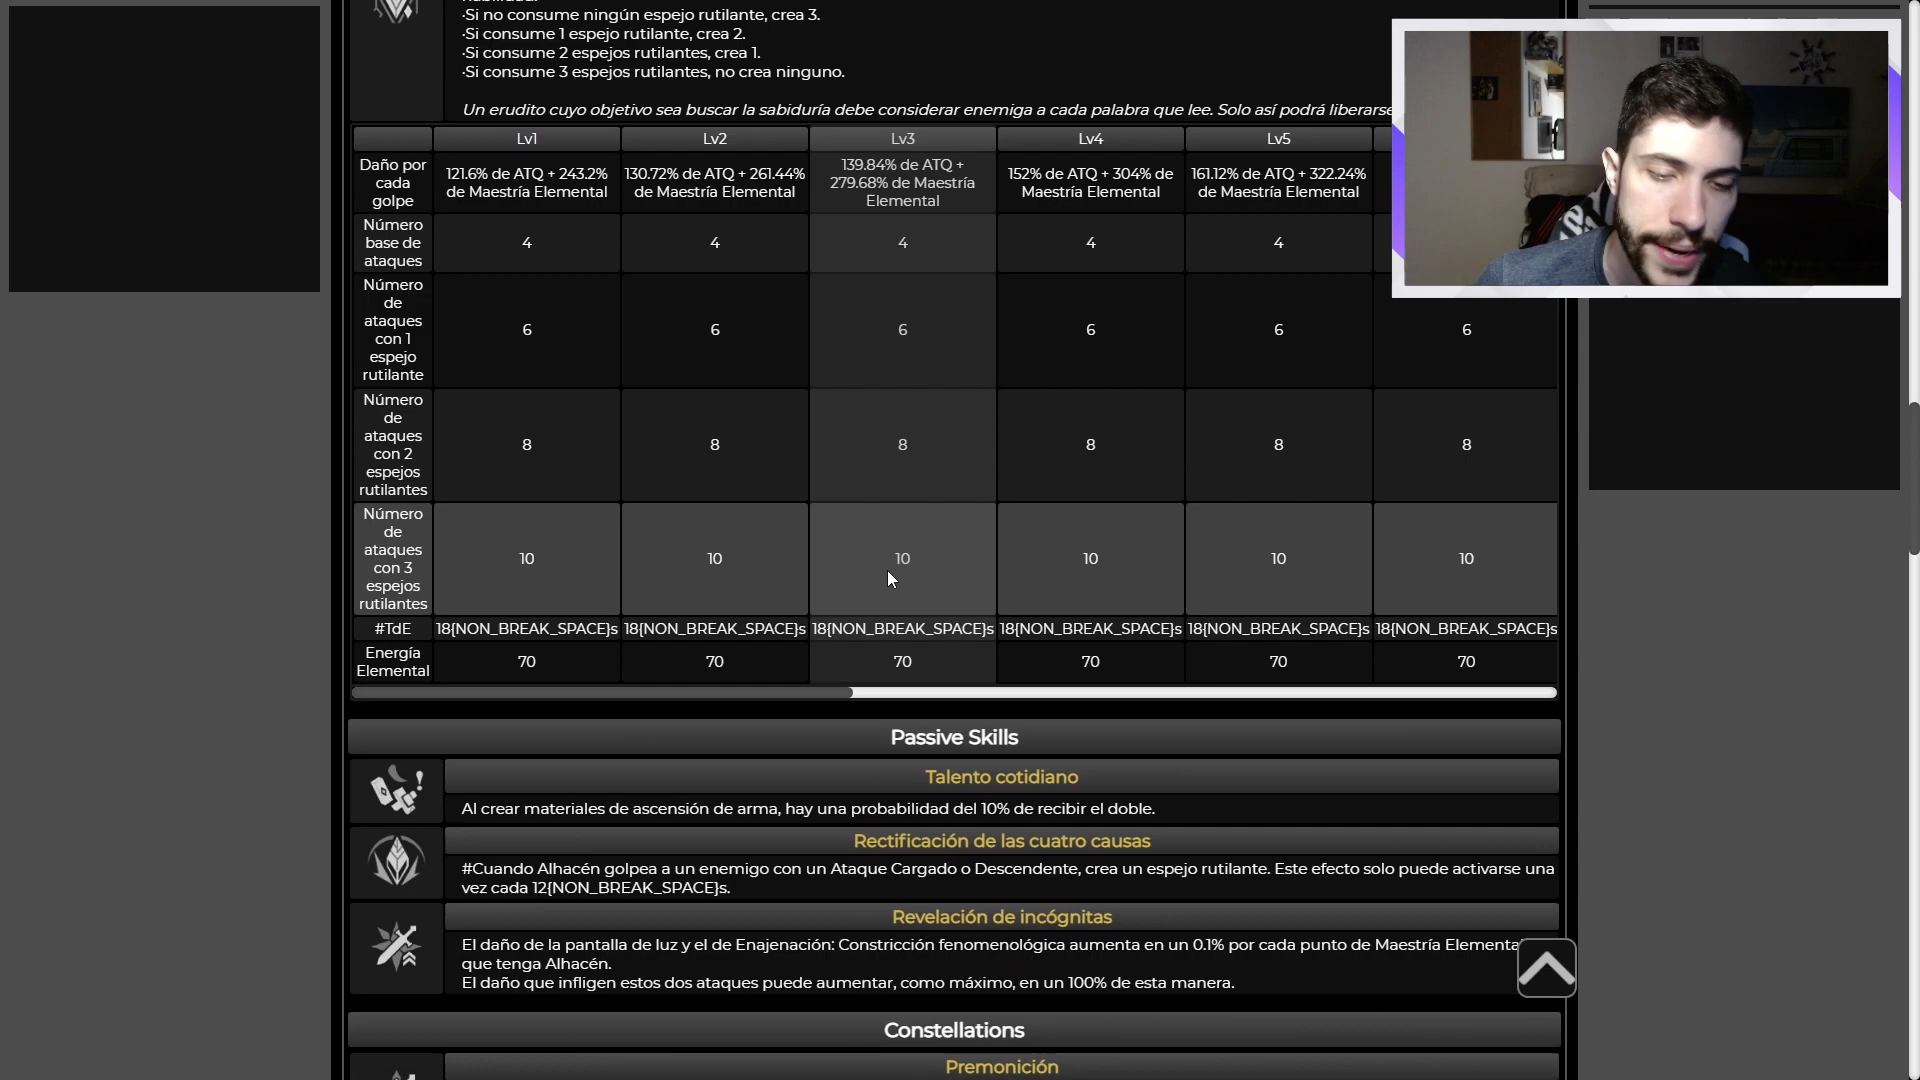 ·Si no consume ningún espejo rutilante, crea 3.
·Si consume 1 espejo rutilante, crea 2.
·Si consume 2 espejos rutilantes, crea 1.
·Si consume 3 espejos rutilantes, no crea ninguno.
Un erudito cuyo objetivo sea buscar la sabiduría debe considerar enemiga a cada palabra que lee. Solo así podrá liberarse
Lv1 Lv2 Lv3 Lv4 Lv5
Daño por cada golpe 121.6% de ATQ + 243.2% de Maestría Elemental 130.72% de ATQ + 261.44% de Maestría Elemental 139.84% de ATQ + 279.68% de Maestría Elemental 152% de ATQ + 304% de Maestría Elemental 161.12% de ATQ + 322.24% de Maestría Elemental
Número base de ataques 4 4 4 4 4
Número de ataques con 1 espejo rutilante 6 6 6 6 6 6
Número de ataques con 2 espejos rutilantes 8 8 8 8 8 8
Número de ataques con 3 espejos rutilantes 10 10 10 10 10 10
#TdE 18{NON_BREAK_SPACE}s 18{NON_BREAK_SPACE}s 18{NON_BREAK_SPACE}s 18{NON_BREAK_SPACE}s 18{NON_BREAK_SPACE}s 18{NON_BREAK_SPACE}s
Energía Elemental 70 70 70 70 70 70
Passive Skills
Talento cotidiano
Al crear materiales de ascensión de arma, hay una probabilidad del 10% de recibir el doble.
Rectificación de las cuatro causas
#Cuando Alhacén golpea a un enemigo con un Ataque Cargado o Descendente, crea un espejo rutilante. Este efecto solo puede activarse una
vez cada 12{NON_BREAK_SPACE}s.
Revelación de incógnitas
El daño de la pantalla de luz y el de Enajenación: Constricción fenomenológica aumenta en un 0.1% por cada punto de Maestría Elemental
que tenga Alhacén.
El daño que infligen estos dos ataques puede aumentar, como máximo, en un 100% de esta manera.
Constellations
Premonición